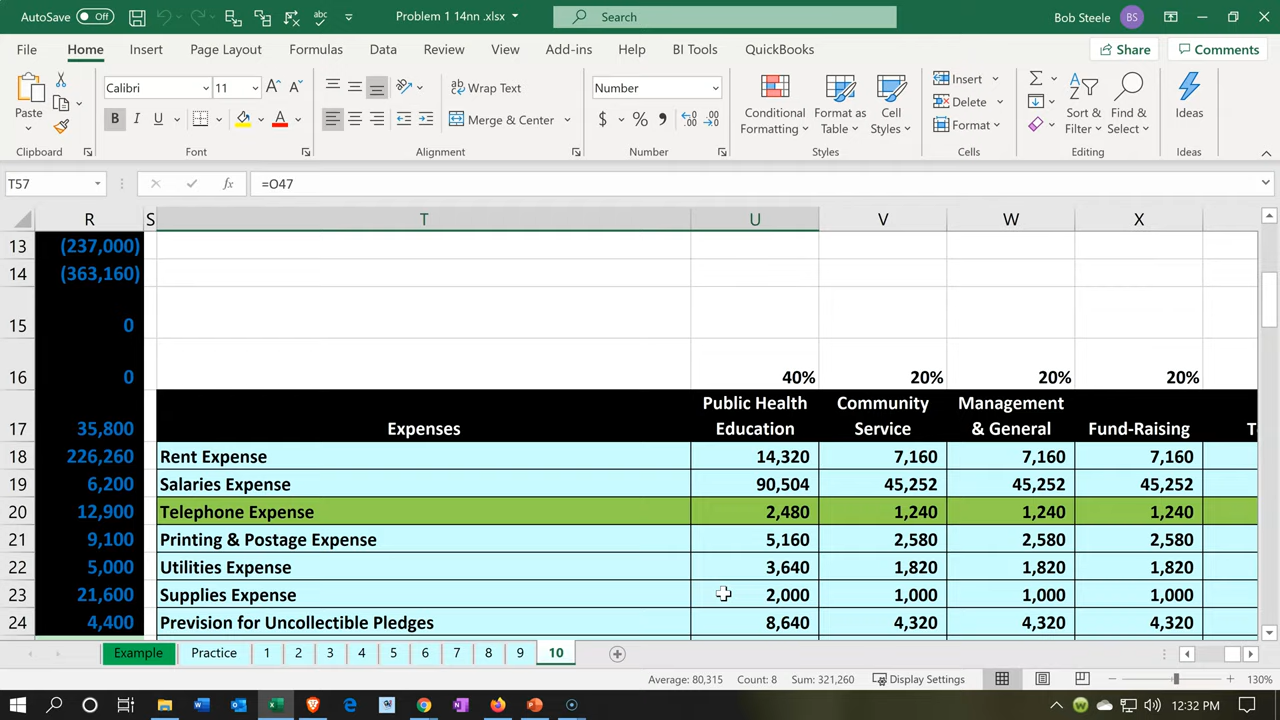 AutoSave Off Problem 1 14nn .xlsx Search Bob Steele BS
File Home Insert Page Layout Formulas Data Review View Add-ins Help BI Tools QuickBooks Share Comments
Calibri 11 Wrap Text Number Insert
Paste B I U Merge & Center $ % Conditional Formatting Format as Table Cell Styles Delete Format Sort & Filter Find & Select Ideas
Clipboard Font Alignment Number Styles Cells Editing Ideas
T57 fx =O47
R S T U V W X
13 (237,000)
14 (363,160)
15 0
16 0 40% 20% 20% 20%
Public Health Community Management
17 35,800 Expenses Education Service & General Fund-Raising T
18 226,260 Rent Expense 14,320 7,160 7,160 7,160
19 6,200 Salaries Expense 90,504 45,252 45,252 45,252
20 12,900 Telephone Expense 2,480 1,240 1,240 1,240
21 9,100 Printing & Postage Expense 5,160 2,580 2,580 2,580
22 5,000 Utilities Expense 3,640 1,820 1,820 1,820
23 21,600 Supplies Expense 2,000 1,000 1,000 1,000
24 4,400 Prevision for Uncollectible Pledges 8,640 4,320 4,320 4,320
Example Practice 1 2 3 4 5 6 7 8 9 10
Average: 80,315 Count: 8 Sum: 321,260 Display Settings 130%
12:32 PM